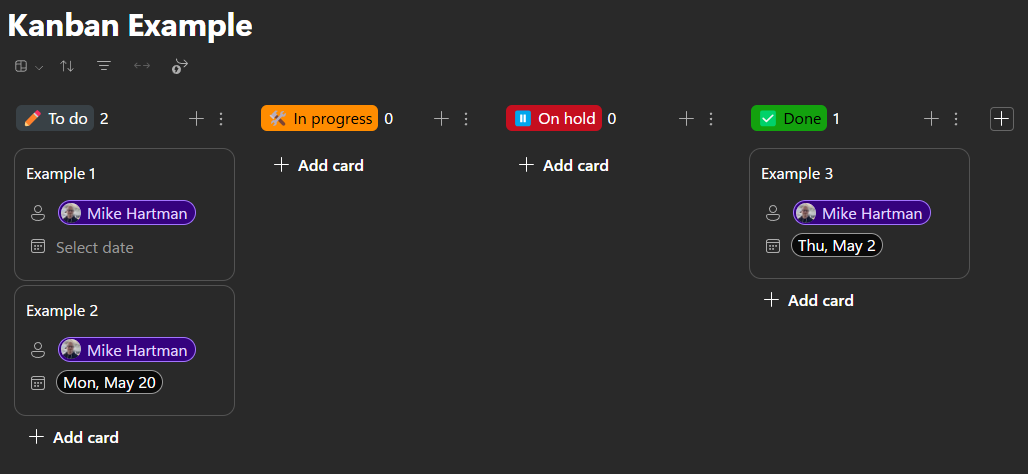 Kanban Example
To do 2
In progress 0
On hold 0
Done 1
Example 1
Mike Hartman
Select date
Example 2
Mike Hartman
Mon, May 20
Add card
Add card
Add card
Example 3
Mike Hartman
Thu, May 2
Add card